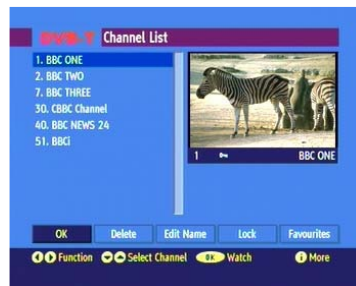 DVB-T Channel List
1. BBC ONE
2. BBC TWO
7. BBC THREE
30. CBBC Channel
40. BBC NEWS 24
51. BBCi
1 BBC ONE
OK Delete Edit Name Lock Favourites
Function Select Channel OK Watch i More